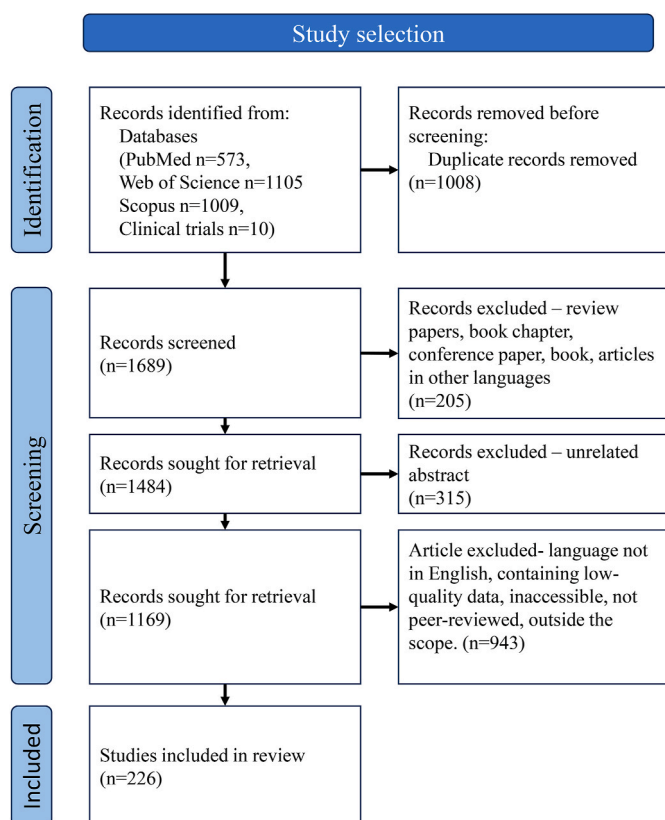 Study selection
Identification
Records identified from:
Databases
(PubMed n=573,
Web of Science n=1105
Scopus n=1009,
Clinical trials n=10)
Records removed before
screening:
Duplicate records removed
(n=1008)
Screening
Records screened
(n=1689)
Records excluded – review
papers, book chapter,
conference paper, book, articles
in other languages
(n=205)
Records sought for retrieval
(n=1484)
Records excluded – unrelated
abstract
(n=315)
Records sought for retrieval
(n=1169)
Article excluded- language not
in English, containing low-
quality data, inaccessible, not
peer-reviewed, outside the
scope. (n=943)
Included
Studies included in review
(n=226)